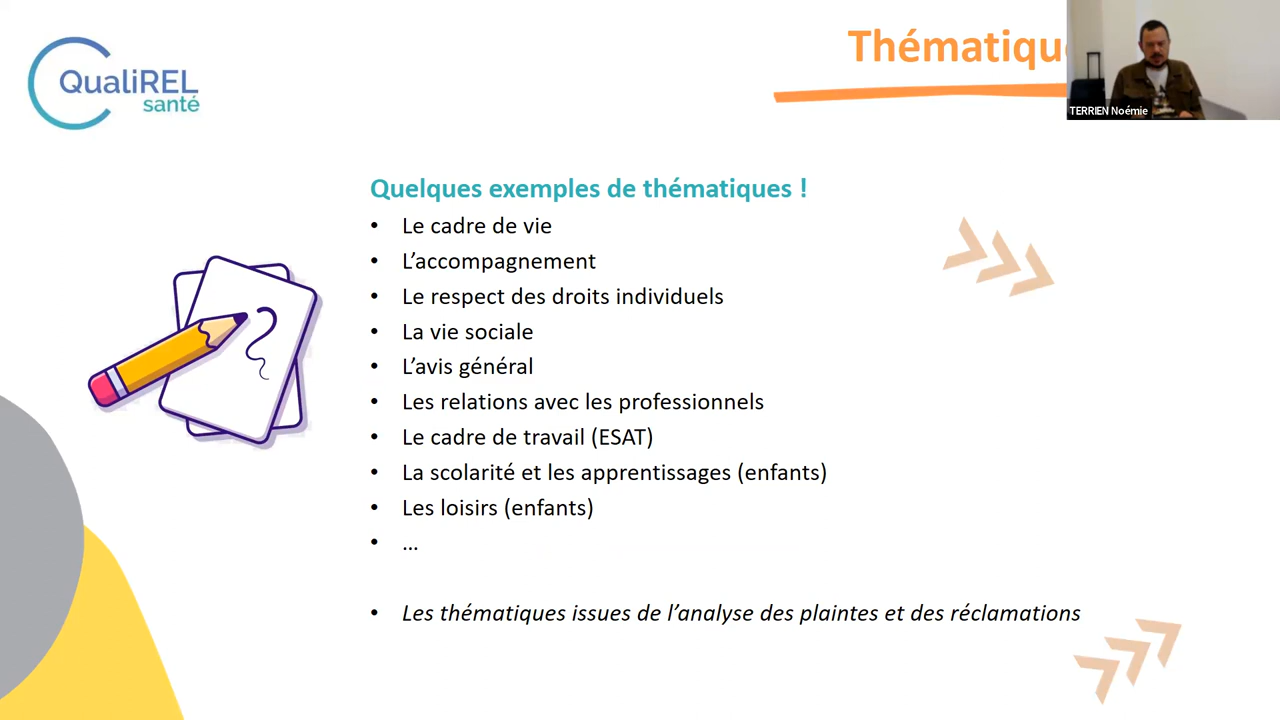 QualiREL
santé
Thématiqu
TERRIEN Noémie
Quelques exemples de thématiques !
• Le cadre de vie
• L’accompagnement
• Le respect des droits individuels
• La vie sociale
• L’avis général
• Les relations avec les professionnels
• Le cadre de travail (ESAT)
• La scolarité et les apprentissages (enfants)
• Les loisirs (enfants)
• ...
• Les thématiques issues de l’analyse des plaintes et des réclamations